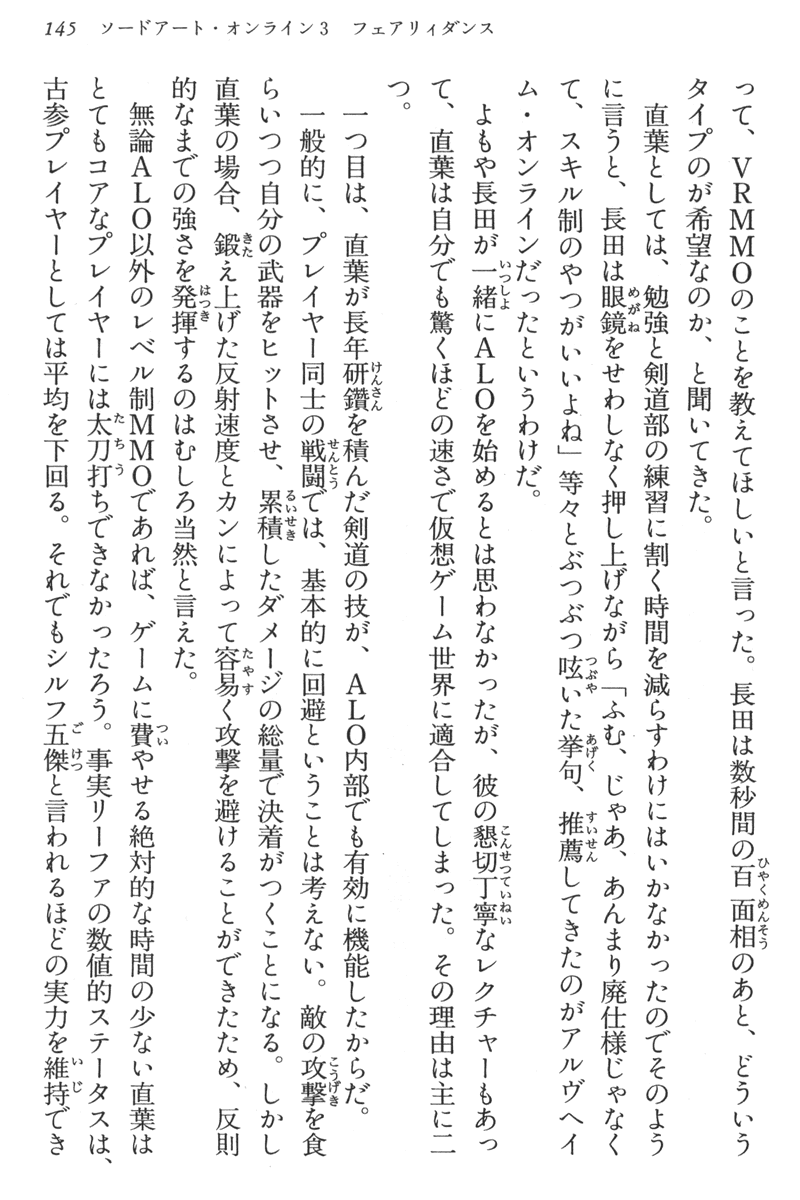 145　ソードアート・オンライン3　フェアリィダンス
って、VRMMOのことを教えてほしいと言った。長田は数秒間の百面相のあと、どういう
タイプのが希望なのか、と聞いてきた。
　直葉としては、勉強と剣道部の練習に割く時間を減らすわけにはいかなかったのでそのよう
に言うと、長田は眼鏡をせわしなく押し上げながら「ふむ、じゃあ、あんまり廃仕様じゃなく
て、スキル制のやつがいいよね」等々とぶつぶつ呟いた挙句、推薦してきたのがアルヴヘイ
ム・オンラインだったというわけだ。
　よもや長田が一緒にALOを始めるとは思わなかったが、彼の懇切丁寧なレクチャーもあっ
て、直葉は自分でも驚くほどの速さで仮想ゲーム世界に適合してしまった。その理由は主に二
つ。
　一つ目は、直葉が長年研鑽を積んだ剣道の技が、ALO内部でも有効に機能したからだ。
　一般的に、プレイヤー同士の戦闘では、基本的に回避ということは考えない。敵の攻撃を食
らいつつ自分の武器をヒットさせ、累積したダメージの総量で決着がつくことになる。しかし
直葉の場合、鍛え上げた反射速度とカンによって容易く攻撃を避けることができたため、反則
的なまでの強さを発揮するのはむしろ当然と言えた。
　無論ALO以外のレベル制MMOであれば、ゲームに費やせる絶対的な時間の少ない直葉は
とてもコアなプレイヤーには太刀打ちできなかったろう。事実リーファの数値的ステータスは、
古参プレイヤーとしては平均を下回る。それでもシルフ五傑と言われるほどの実力を維持でき